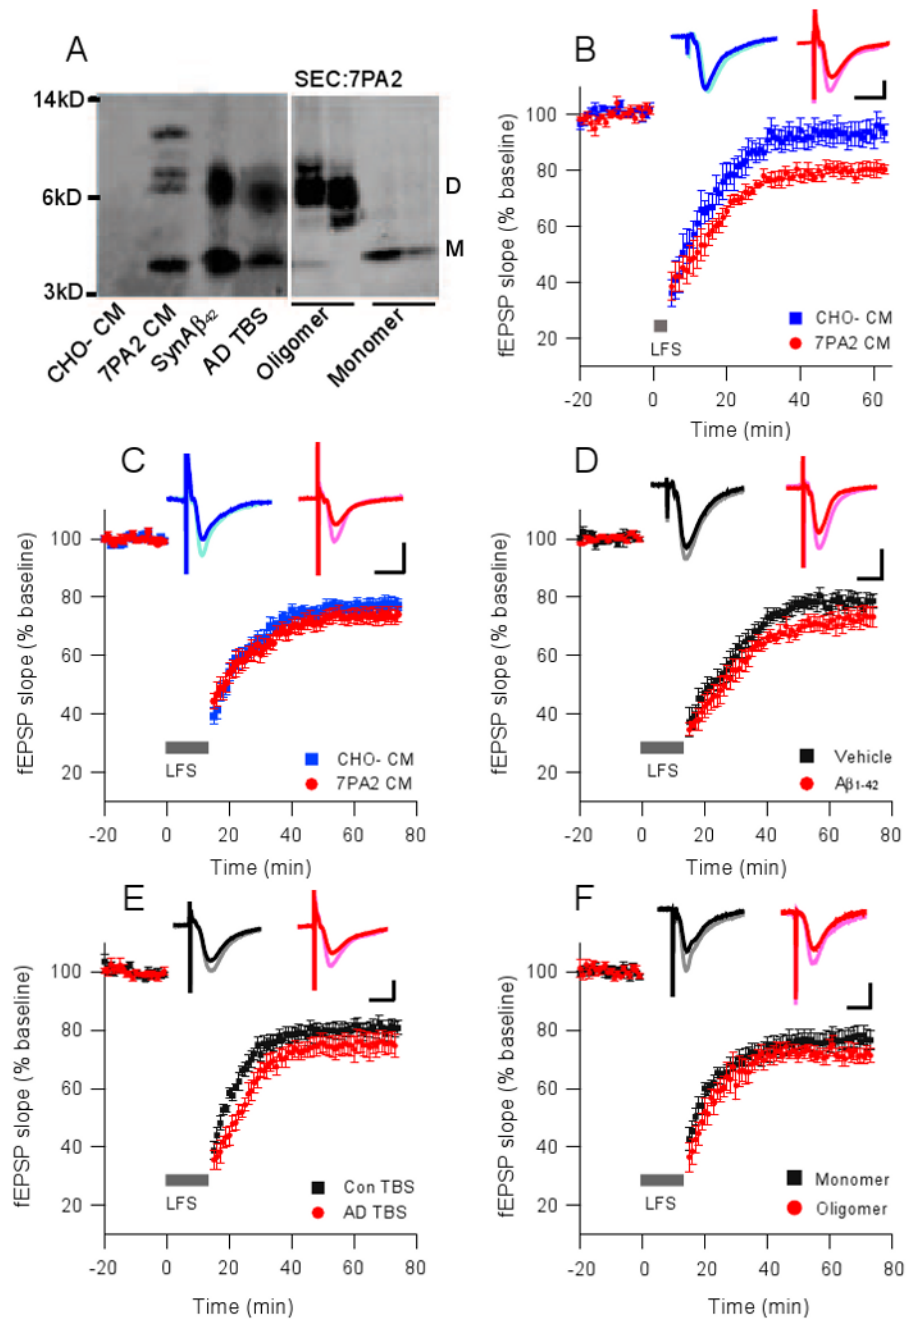 A
SEC:7PA2
14kD
6kD
3kD
D
M
CHO- CM
7PA2 CM
SynAβ42
AD TBS
Oligomer
Monomer
B
fEPSP slope (% baseline)
100
80
60
40
20
LFS
CHO- CM
7PA2 CM
-20 0 20 40 60
Time (min)
C
fEPSP slope (% baseline)
100
80
60
40
20
LFS
CHO- CM
7PA2 CM
-20 0 20 40 60 80
Time (min)
D
fEPSP slope (% baseline)
100
80
60
40
20
LFS
Vehicle
Aβ1-42
-20 0 20 40 60 80
Time (min)
E
fEPSP slope (% baseline)
100
80
60
40
20
LFS
Con TBS
AD TBS
-20 0 20 40 60 80
Time (min)
F
fEPSP slope (% baseline)
100
80
60
40
20
LFS
Monomer
Oligomer
-20 0 20 40 60 80
Time (min)